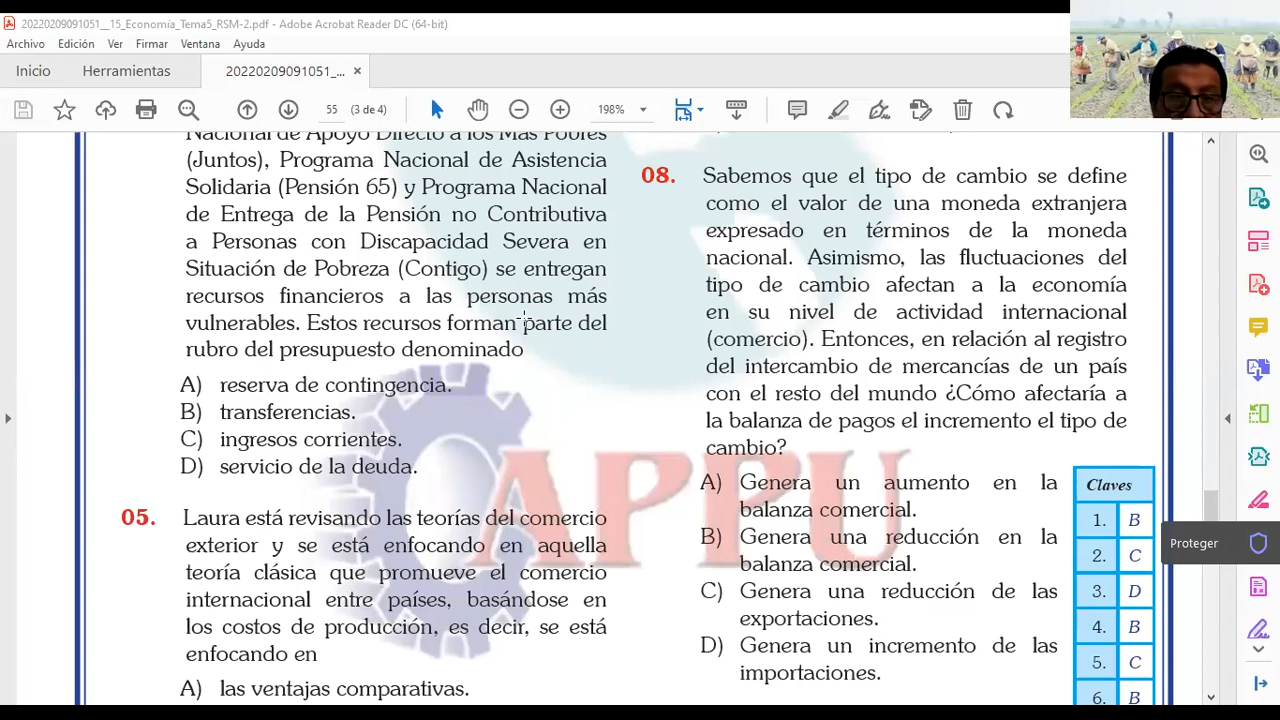 20220209091051__15_Economía_Tema5_RSM-2.pdf - Adobe Acrobat Reader DC (64-bit)
Archivo Edición Ver Firmar Ventana Ayuda
Inicio Herramientas 20220209091051_... ×
55 (3 de 4) 198%
Nacional de Apoyo Directo a los Más Pobres
(Juntos), Programa Nacional de Asistencia
Solidaria (Pensión 65) y Programa Nacional
de Entrega de la Pensión no Contributiva
a Personas con Discapacidad Severa en
Situación de Pobreza (Contigo) se entregan
recursos financieros a las personas más
vulnerables. Estos recursos forman parte del
rubro del presupuesto denominado
A) reserva de contingencia.
B) transferencias.
C) ingresos corrientes.
D) servicio de la deuda.
05. Laura está revisando las teorías del comercio
exterior y se está enfocando en aquella
teoría clásica que promueve el comercio
internacional entre países, basándose en
los costos de producción, es decir, se está
enfocando en
A) las ventajas comparativas.
08. Sabemos que el tipo de cambio se define
como el valor de una moneda extranjera
expresado en términos de la moneda
nacional. Asimismo, las fluctuaciones del
tipo de cambio afectan a la economía
en su nivel de actividad internacional
(comercio). Entonces, en relación al registro
del intercambio de mercancías de un país
con el resto del mundo ¿Cómo afectaría a
la balanza de pagos el incremento el tipo de
cambio?
A) Genera un aumento en la
balanza comercial.
B) Genera una reducción en la
balanza comercial.
C) Genera una reducción de las
exportaciones.
D) Genera un incremento de las
importaciones.
Claves
1. B
2. C
3. D
4. B
5. C
6. B
Proteger
APPU